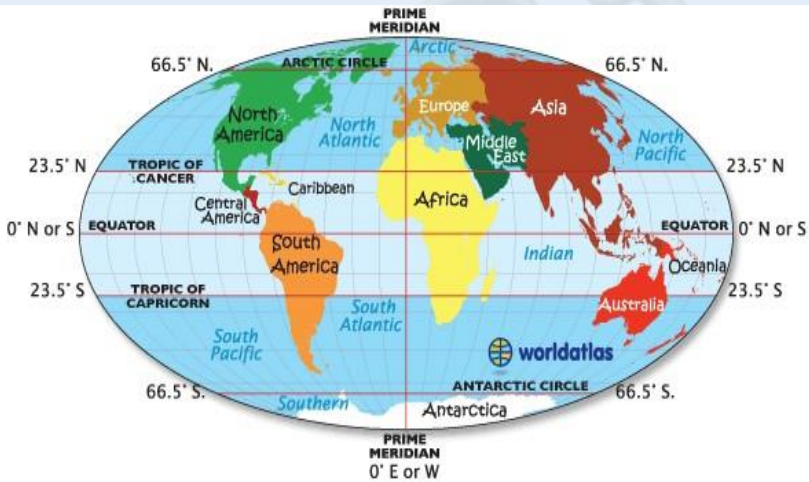 PRIME
MERIDIAN
Arctic
66.5° N.
ARCTIC CIRCLE
66.5° N.
North
America
Europe
Asia
North
Atlantic
Middle
East
North
Pacific
23.5° N
TROPIC OF
CANCER
23.5 N
Caribbean
Central
America
Africa
0° N or S
EQUATOR
EQUATOR
0° N or S
South
America
Indian
Oceania
23.5° S
TROPIC OF
CAPRICORN
23.5° S
Australia
South
Atlantic
South
Pacific
worldatlas
66.5° S.
ANTARCTIC CIRCLE
66.5° S.
Southern
Antarctica
PRIME
MERIDIAN
0° E or W